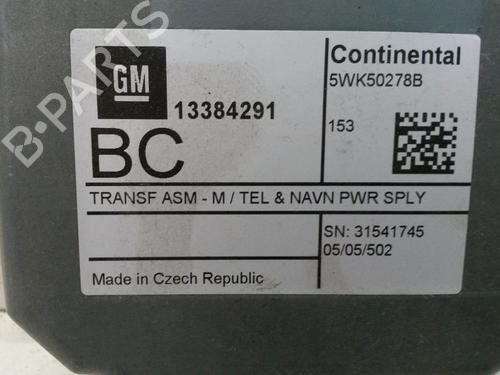 B-PARTS
GM
13384291
BC
Continental
5WK50278B
153
TRANSF ASM - M / TEL & NAVN PWR SPLY
SN: 31541745
05/05/502
Made in Czech Republic